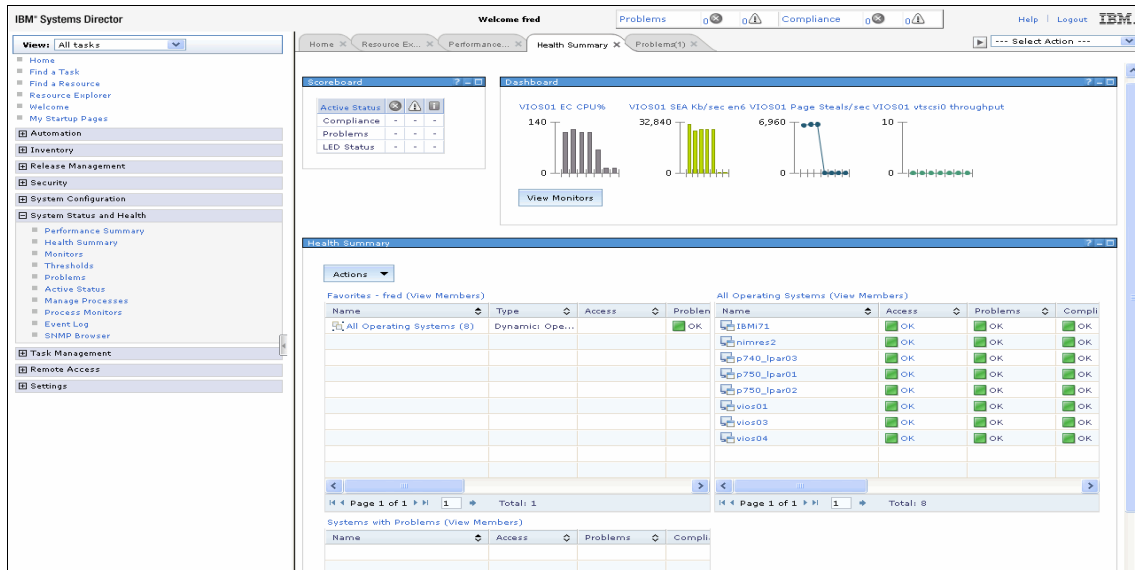 IBM® Systems Director
Welcome fred
Problems 0 0 Compliance 0 0
Help | Logout IBM.
View: All tasks
Home
Find a Task
Find a Resource
Resource Explorer
Welcome
My Startup Pages
Automation
Inventory
Release Management
Security
System Configuration
System Status and Health
Performance Summary
Health Summary
Monitors
Thresholds
Problems
Active Status
Manage Processes
Process Monitors
Event Log
SNMP Browser
Task Management
Remote Access
Settings
Home X Resource Ex... X Performance... X Health Summary X Problems(1) X
--- Select Action ---
Scoreboard ? – □
Active Status
Compliance - - -
Problems - - -
LED Status - - -
Dashboard ? – □
VIOS01 EC CPU% VIOS01 SEA Kb/sec en6 VIOS01 Page Steals/sec VIOS01 vtscsi0 throughput
140 32,840 6,960 10
0 0 0 0
View Monitors
Health Summary ? – □
Actions
Favorites - fred (View Members)
Name Type Access Problen
All Operating Systems (8) Dynamic: Ope... OK
Page 1 of 1 1 Total: 1
All Operating Systems (View Members)
Name Access Problems Compli
IBMi71 OK OK OK
nimres2 OK OK OK
p740_lpar03 OK OK OK
p750_lpar01 OK OK OK
p750_lpar02 OK OK OK
vios01 OK OK OK
vios03 OK OK OK
vios04 OK OK OK
Page 1 of 1 1 Total: 8
Systems with Problems (View Members)
Name Access Problems Compli